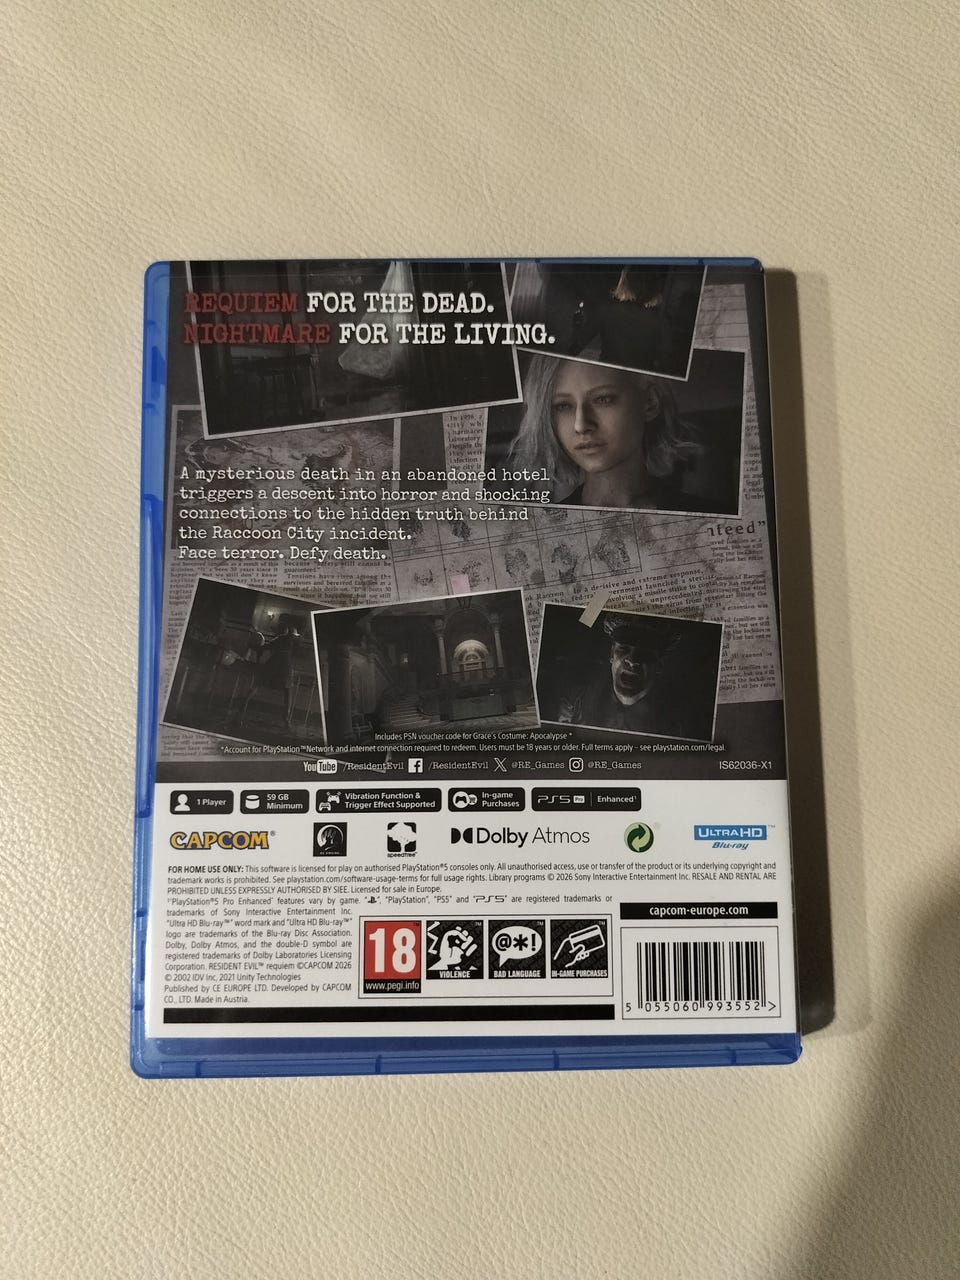 REQUIEM FOR THE DEAD.
NIGHTMARE FOR THE LIVING.
A mysterious death in an abandoned hotel
triggers a descent into horror and shocking
connections to the hidden truth behind
the Raccoon City incident.
Face terror. Defy death.
Includes PSN voucher code for Grace's Costume: Apocalypse *
*Account for PlayStation™Network and internet connection required to redeem. Users must be 18 years or older. Full terms apply – see playstation.com/legal.
YouTube /ResidentEvil /ResidentEvil X @RE_Games @RE_Games
IS62036-X1
1 Player
59 GB
Minimum
Vibration Function &
Trigger Effect Supported
In-game
Purchases
PS5 Pro Enhanced¹
CAPCOM®
RE ENGINE
speedtree®
Dolby Atmos
ULTRA HD™
Blu-ray
FOR HOME USE ONLY: This software is licensed for play on authorised PlayStation®5 consoles only. All unauthorised access, use or transfer of the product or its underlying copyright and
trademark works is prohibited. See playstation.com/software-usage-terms for full usage rights. Library programs © 2026 Sony Interactive Entertainment Inc. RESALE AND RENTAL ARE
PROHIBITED UNLESS EXPRESSLY AUTHORISED BY SIEE. Licensed for sale in Europe.
¹'PlayStation®5 Pro Enhanced' features vary by game. "PlayStation", "PS5" and "PS5" are registered trademarks or
trademarks of Sony Interactive Entertainment Inc.
"Ultra HD Blu-ray™" word mark and "Ultra HD Blu-ray™"
logo are trademarks of the Blu-ray Disc Association.
Dolby, Dolby Atmos, and the double-D symbol are
registered trademarks of Dolby Laboratories Licensing
Corporation. RESIDENT EVIL™ requiem ©CAPCOM 2026
© 2002 IDV Inc, 2021 Unity Technologies
Published by CE EUROPE LTD. Developed by CAPCOM
CO., LTD. Made in Austria.
18
www.pegi.info
VIOLENCE
@*!
BAD LANGUAGE
IN-GAME PURCHASES
capcom-europe.com
5 055060 993552 >